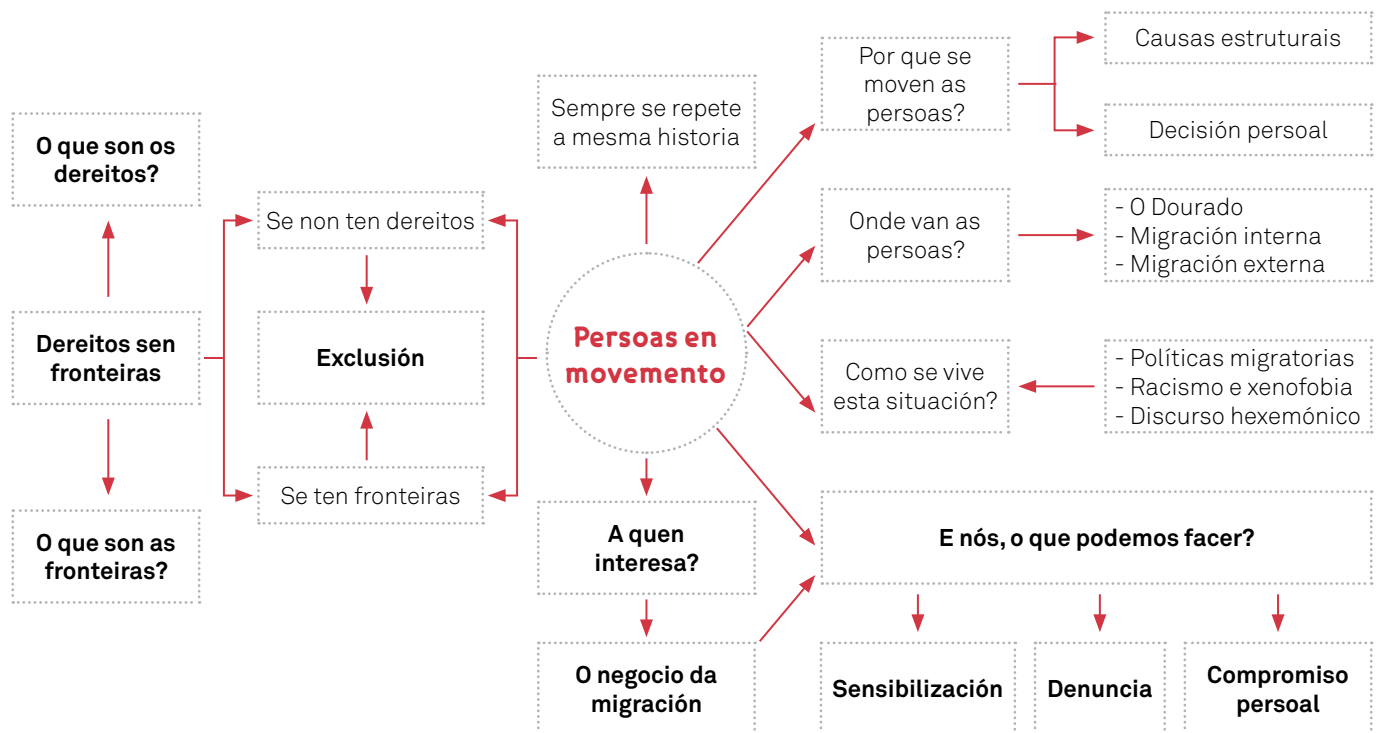 O que son os
dereitos?
Dereitos sen
fronteiras
O que son as
fronteiras?
Se non ten dereitos
Exclusión
Se ten fronteiras
Sempre se repete
a mesma historia
Persoas en
movemento
A quen
interesa?
O negocio da
migración
Por que se
moven as
persoas?
Causas estruturais
Decisión persoal
Onde van as
persoas?
- O Dourado
- Migración interna
- Migración externa
Como se vive
esta situación?
- Políticas migratorias
- Racismo e xenofobia
- Discurso hexemónico
E nós, o que podemos facer?
Sensibilización
Denuncia
Compromiso
persoal